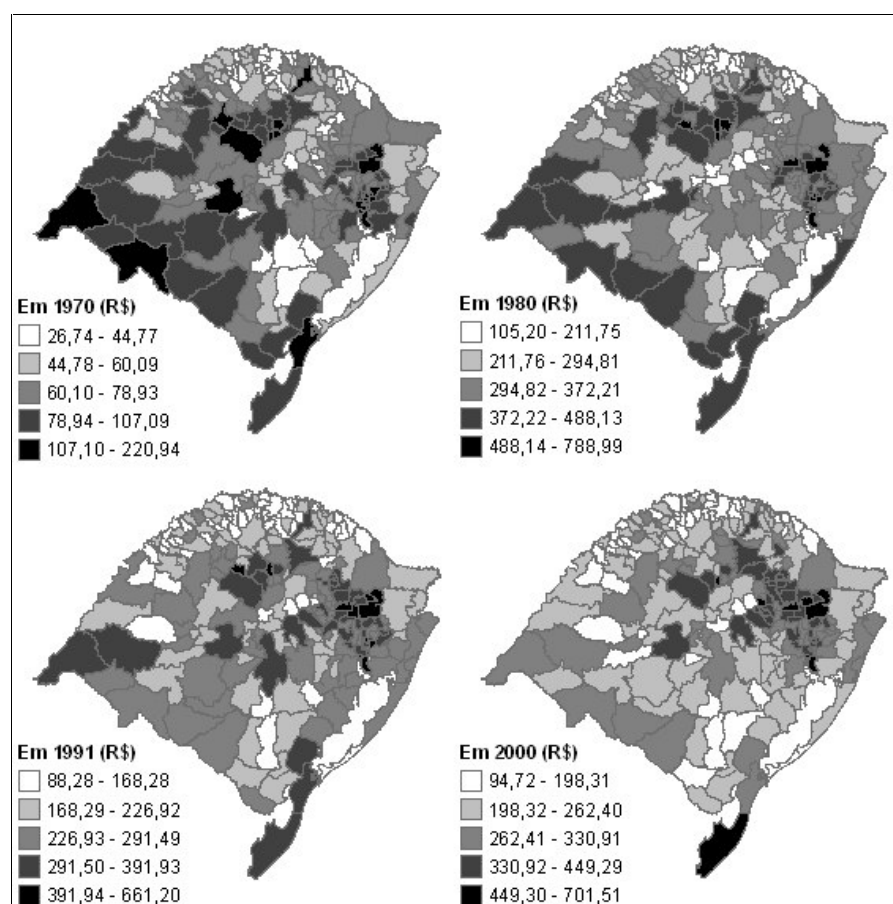 Em 1970 (R$)
26,74 - 44,77
44,78 - 60,09
60,10 - 78,93
78,94 - 107,09
107,10 - 220,94
Em 1980 (R$)
105,20 - 211,75
211,76 - 294,81
294,82 - 372,21
372,22 - 488,13
488,14 - 788,99
Em 1991 (R$)
88,28 - 168,28
168,29 - 226,92
226,93 - 291,49
291,50 - 391,93
391,94 - 661,20
Em 2000 (R$)
94,72 - 198,31
198,32 - 262,40
262,41 - 330,91
330,92 - 449,29
449,30 - 701,51